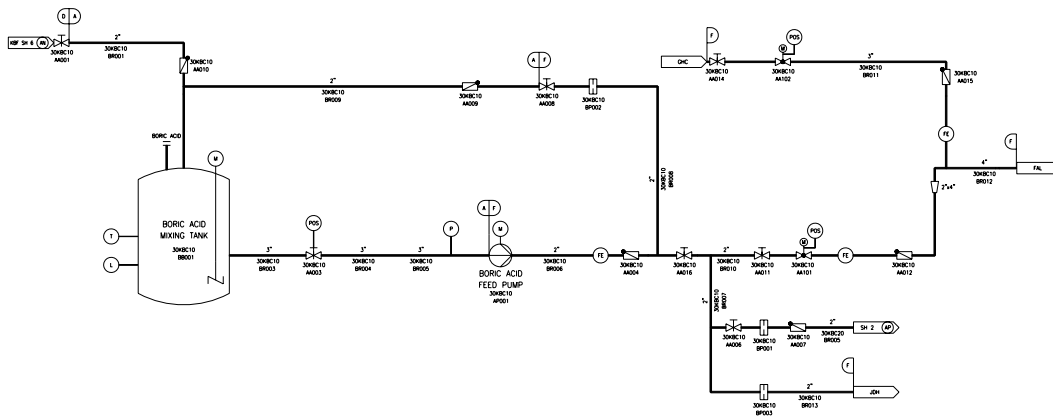 D A
KBF SH 6 AN
30KBC10
AA001
2"
30KBC10
BR001
30KBC10
AA010
2"
30KBC10
BR009
30KBC10
AA009
A F
30KBC10
AA008
30KBC10
BP002
F
GHC
30KBC10
AA014
M
POS
30KBC10
AA102
3"
30KBC10
BR011
30KBC10
AA015
FE
F
4"
30KBC10
BR012
FAL
2"x4"
BORIC ACID
M
BORIC ACID
MIXING TANK
30KBC10
BB001
T
L
3"
30KBC10
BR003
POS
30KBC10
AA003
3"
30KBC10
BR004
3"
30KBC10
BR005
P
A F
M
BORIC ACID
FEED PUMP
30KBC10
AP001
2"
30KBC10
BR006
FE
30KBC10
AA004
2"
30KBC10
BR008
30KBC10
AA016
2"
30KBC10
BR010
30KBC10
AA011
M
POS
30KBC10
AA101
FE
30KBC10
AA012
2"
30KBC10
BR007
30KBC10
AA006
30KBC10
BP001
30KBC10
AA007
2"
30KBC20
BR005
SH 2 AP
30KBC10
BP003
2"
30KBC10
BR013
F
JDH